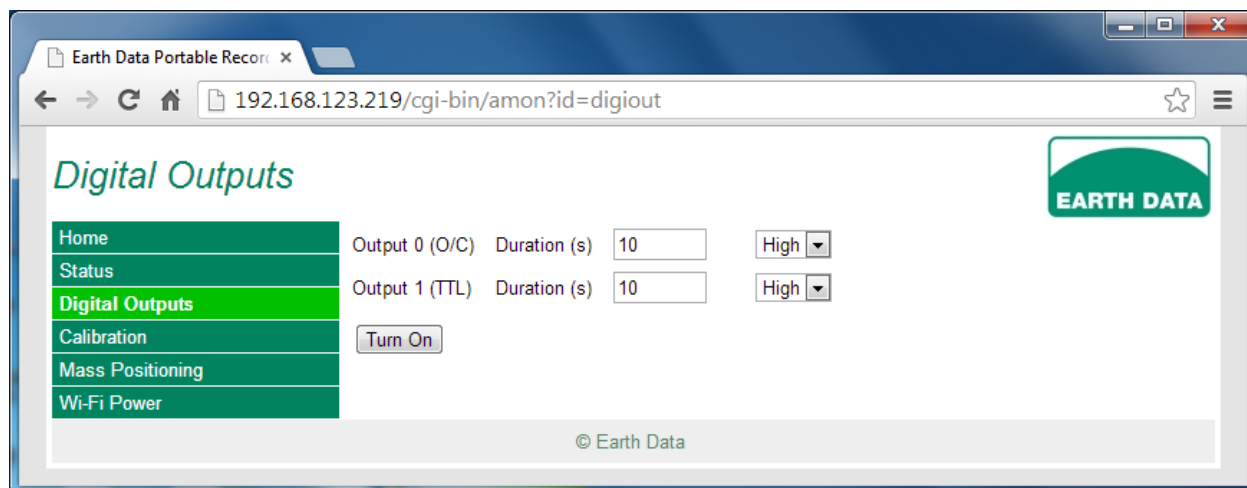 Earth Data Portable Recor
192.168.123.219/cgi-bin/amon?id=digiout
Digital Outputs
EARTH DATA
Home
Status
Digital Outputs
Calibration
Mass Positioning
Wi-Fi Power
Output 0 (O/C) Duration (s) 10 High
Output 1 (TTL) Duration (s) 10 High
Turn On
© Earth Data